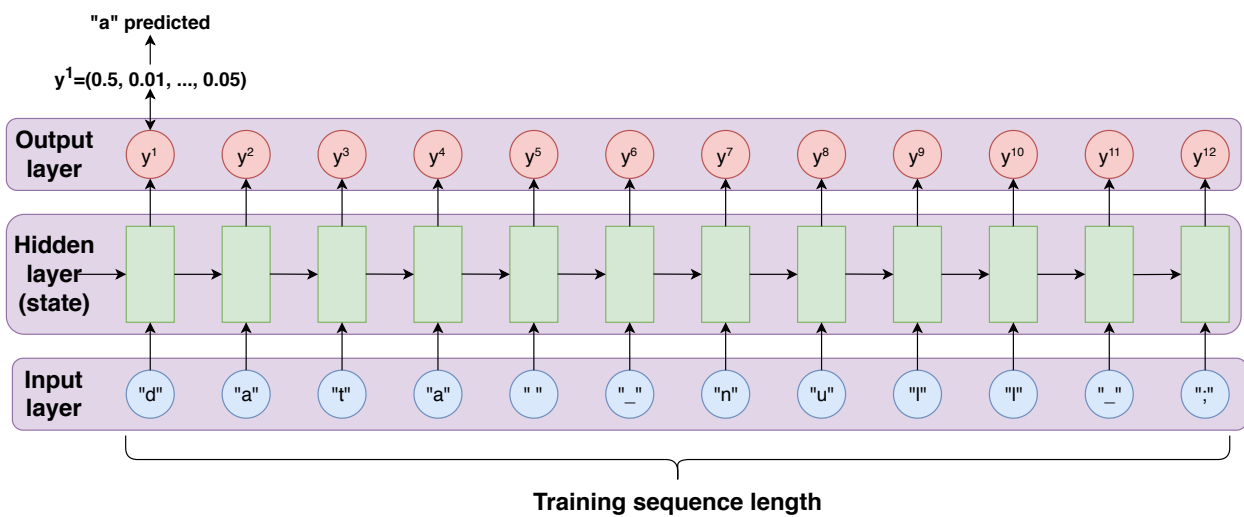 "a" predicted
y¹=(0.5, 0.01, ..., 0.05)
Output
layer
y¹ y² y³ y⁴ y⁵ y⁶ y⁷ y⁸ y⁹ y¹⁰ y¹¹ y¹²
Hidden
layer
(state)
Input
layer
"d" "a" "t" "a" " " "_" "n" "u" "l" "l" "_" ";"
Training sequence length